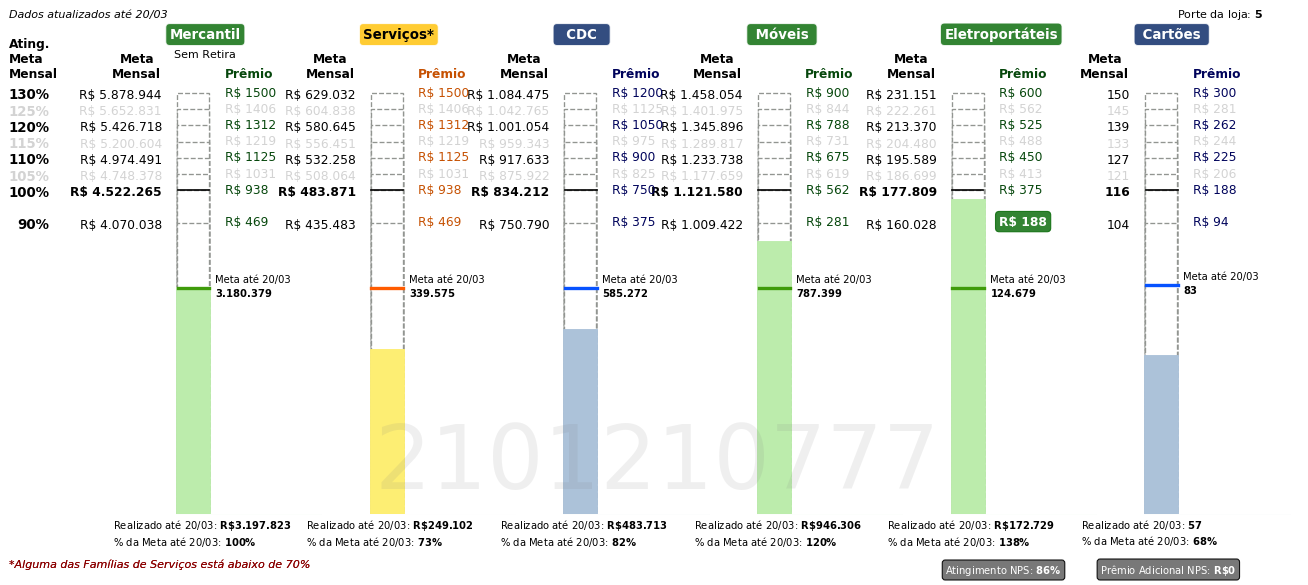 Dados atualizados até 20/03
Porte da loja: 5
Mercantil Serviços* CDC Móveis Eletroportáteis Cartões
Sem Retira
Ating. Meta Mensal
Meta Mensal Prêmio Meta Mensal Prêmio Meta Mensal Prêmio Meta Mensal Prêmio Meta Mensal Prêmio Meta Mensal Prêmio
130% R$ 5.878.944 R$ 1500 R$ 629.032 R$ 1500 R$ 1.084.475 R$ 1200 R$ 1.458.054 R$ 900 R$ 231.151 R$ 600 150 R$ 300
125% R$ 5.652.831 R$ 1406 R$ 604.838 R$ 1406 R$ 1.042.765 R$ 1125 R$ 1.401.975 R$ 844 R$ 222.261 R$ 562 145 R$ 281
120% R$ 5.426.718 R$ 1312 R$ 580.645 R$ 1312 R$ 1.001.054 R$ 1050 R$ 1.345.896 R$ 788 R$ 213.370 R$ 525 139 R$ 262
115% R$ 5.200.604 R$ 1219 R$ 556.451 R$ 1219 R$ 959.343 R$ 975 R$ 1.289.817 R$ 731 R$ 204.480 R$ 488 133 R$ 244
110% R$ 4.974.491 R$ 1125 R$ 532.258 R$ 1125 R$ 917.633 R$ 900 R$ 1.233.738 R$ 675 R$ 195.589 R$ 450 127 R$ 225
105% R$ 4.748.378 R$ 1031 R$ 508.064 R$ 1031 R$ 875.922 R$ 825 R$ 1.177.659 R$ 619 R$ 186.699 R$ 413 121 R$ 206
100% R$ 4.522.265 R$ 938 R$ 483.871 R$ 938 R$ 834.212 R$ 750 R$ 1.121.580 R$ 562 R$ 177.809 R$ 375 116 R$ 188
90% R$ 4.070.038 R$ 469 R$ 435.483 R$ 469 R$ 750.790 R$ 375 R$ 1.009.422 R$ 281 R$ 160.028 R$ 188 104 R$ 94
Meta até 20/03 Meta até 20/03 Meta até 20/03 Meta até 20/03 Meta até 20/03 Meta até 20/03
3.180.379 339.575 585.272 787.399 124.679 83
2101210777
Realizado até 20/03: R$3.197.823 Realizado até 20/03: R$249.102 Realizado até 20/03: R$483.713 Realizado até 20/03: R$946.306 Realizado até 20/03: R$172.729 Realizado até 20/03: 57
% da Meta até 20/03: 100% % da Meta até 20/03: 73% % da Meta até 20/03: 82% % da Meta até 20/03: 120% % da Meta até 20/03: 138% % da Meta até 20/03: 68%
*Alguma das Famílias de Serviços está abaixo de 70%
Atingimento NPS: 86% Prêmio Adicional NPS: R$0